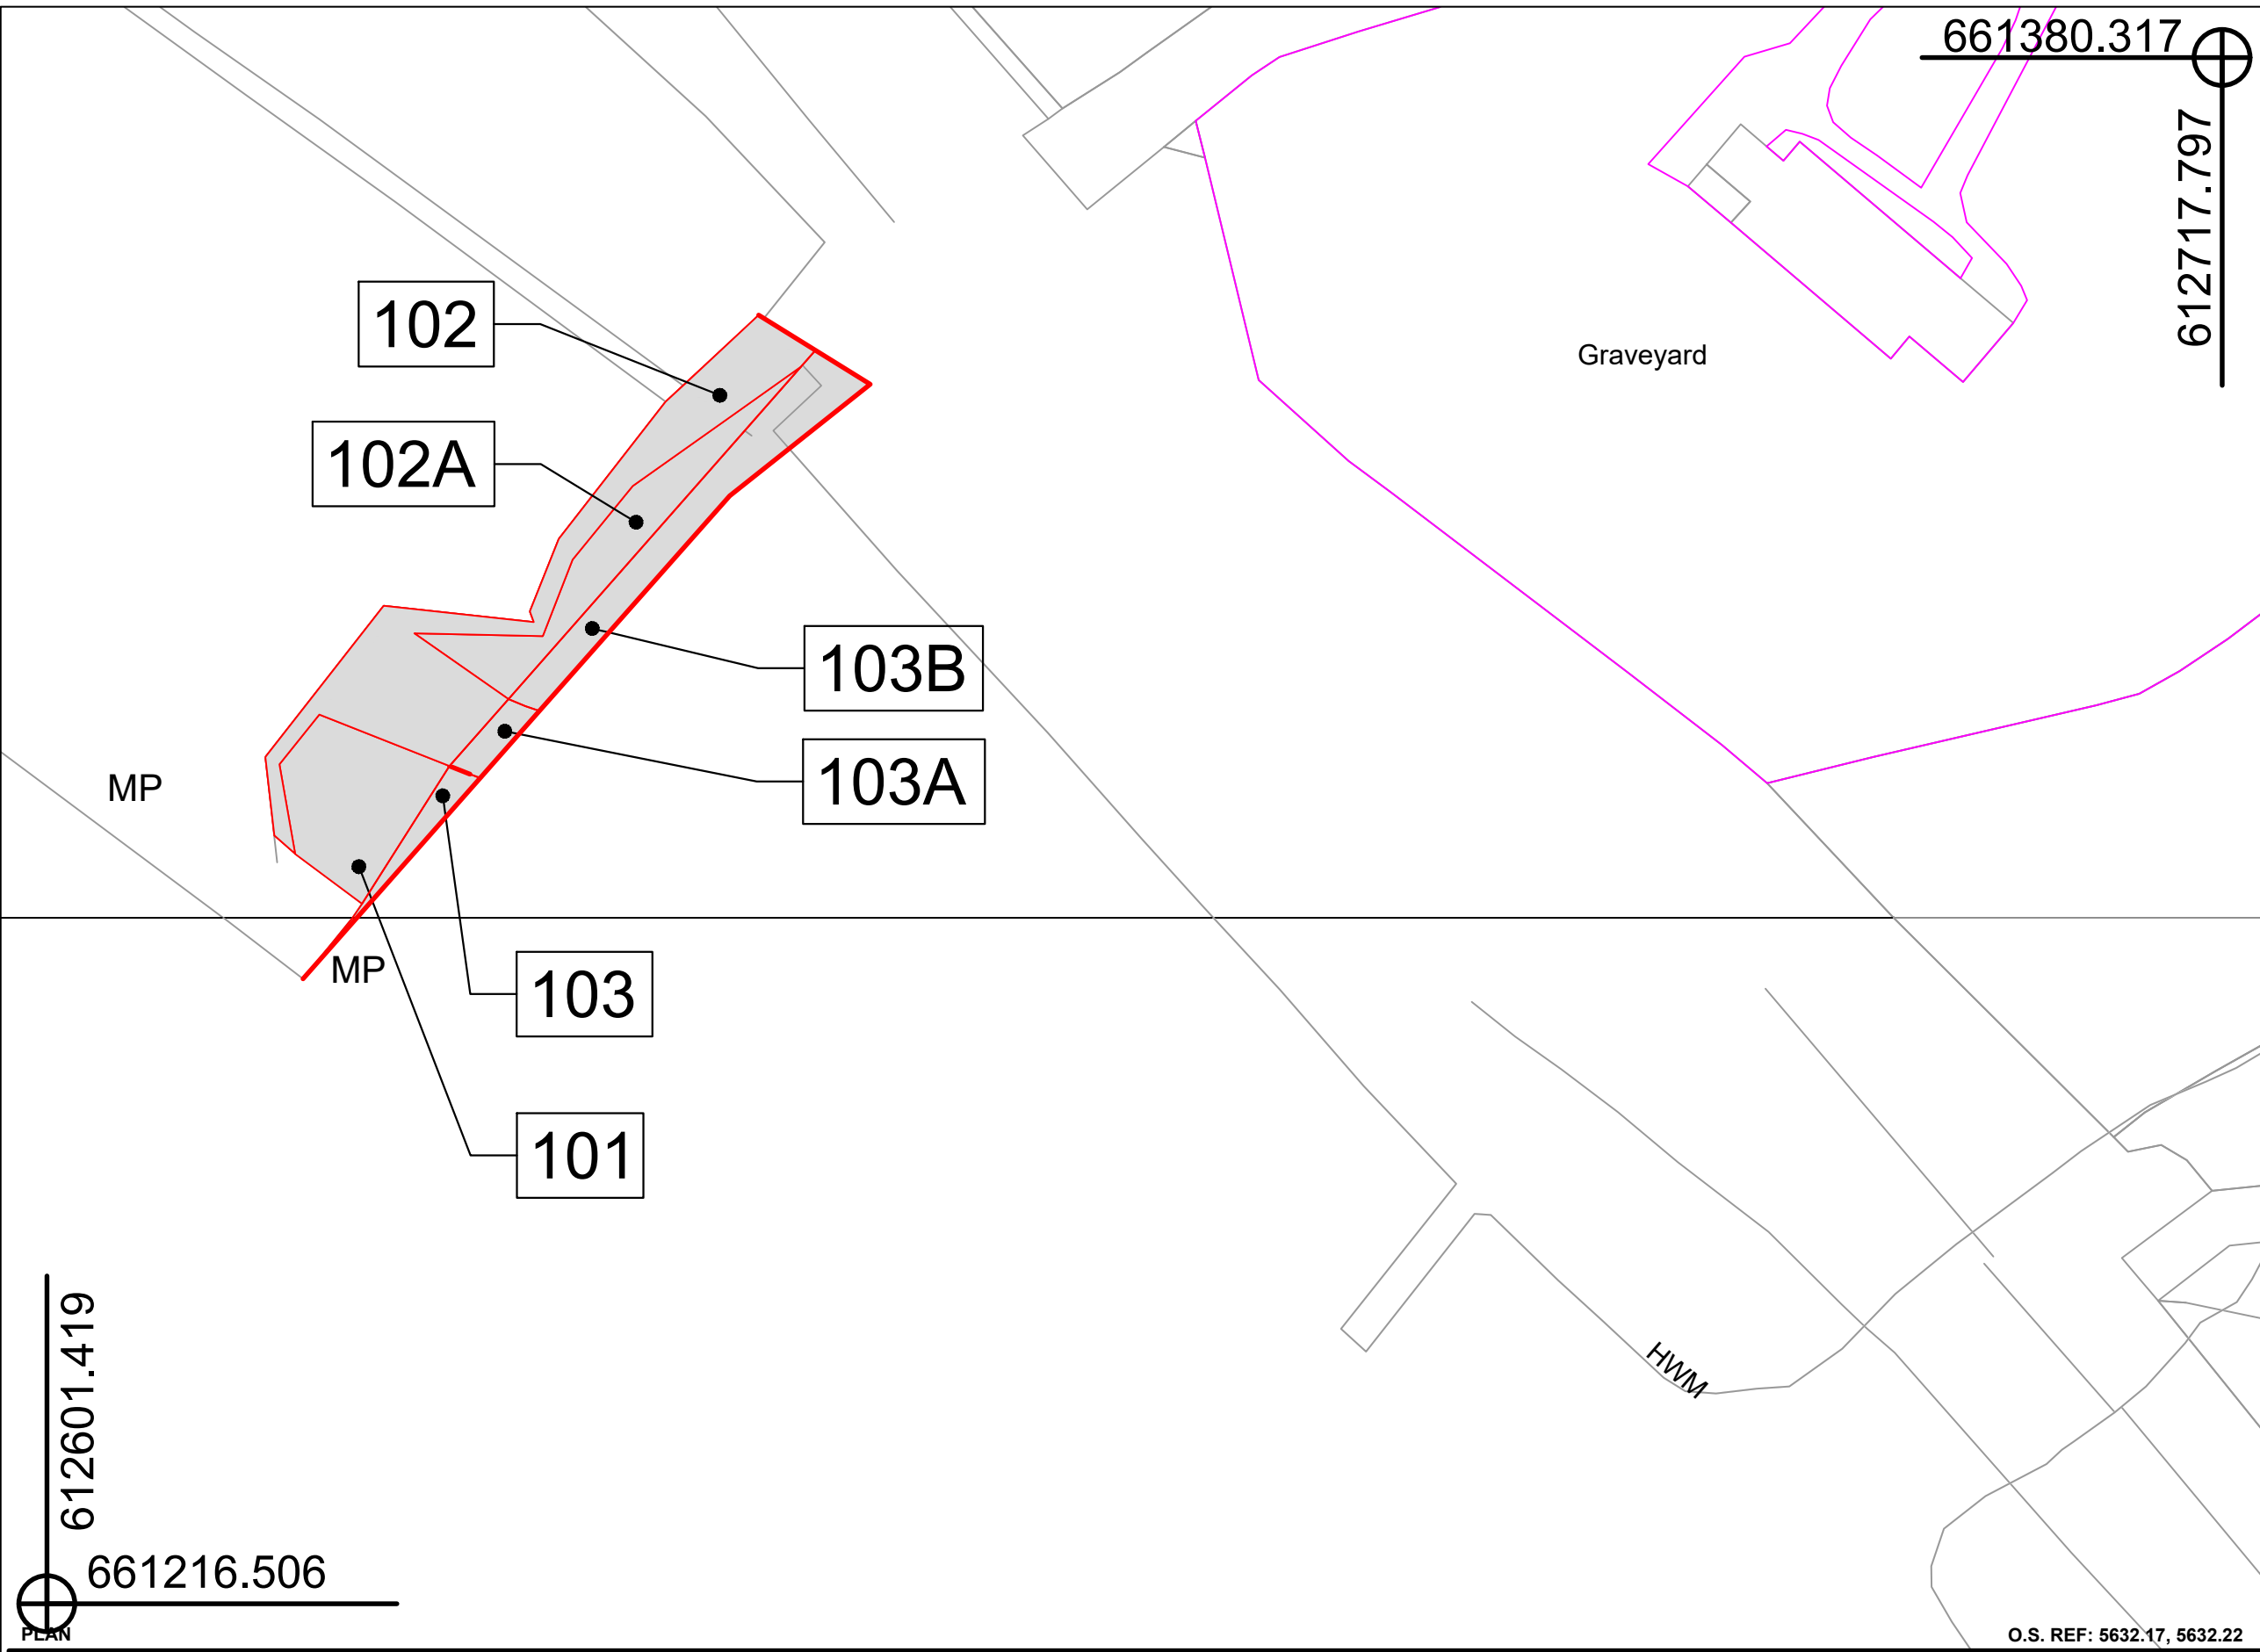 661380.317
612717.797
102
Graveyard
102A
103B
103A
MP
MP
103
101
HWM
612601.419
661216.506
PLAN
O.S. REF: 5632.17, 5632.22